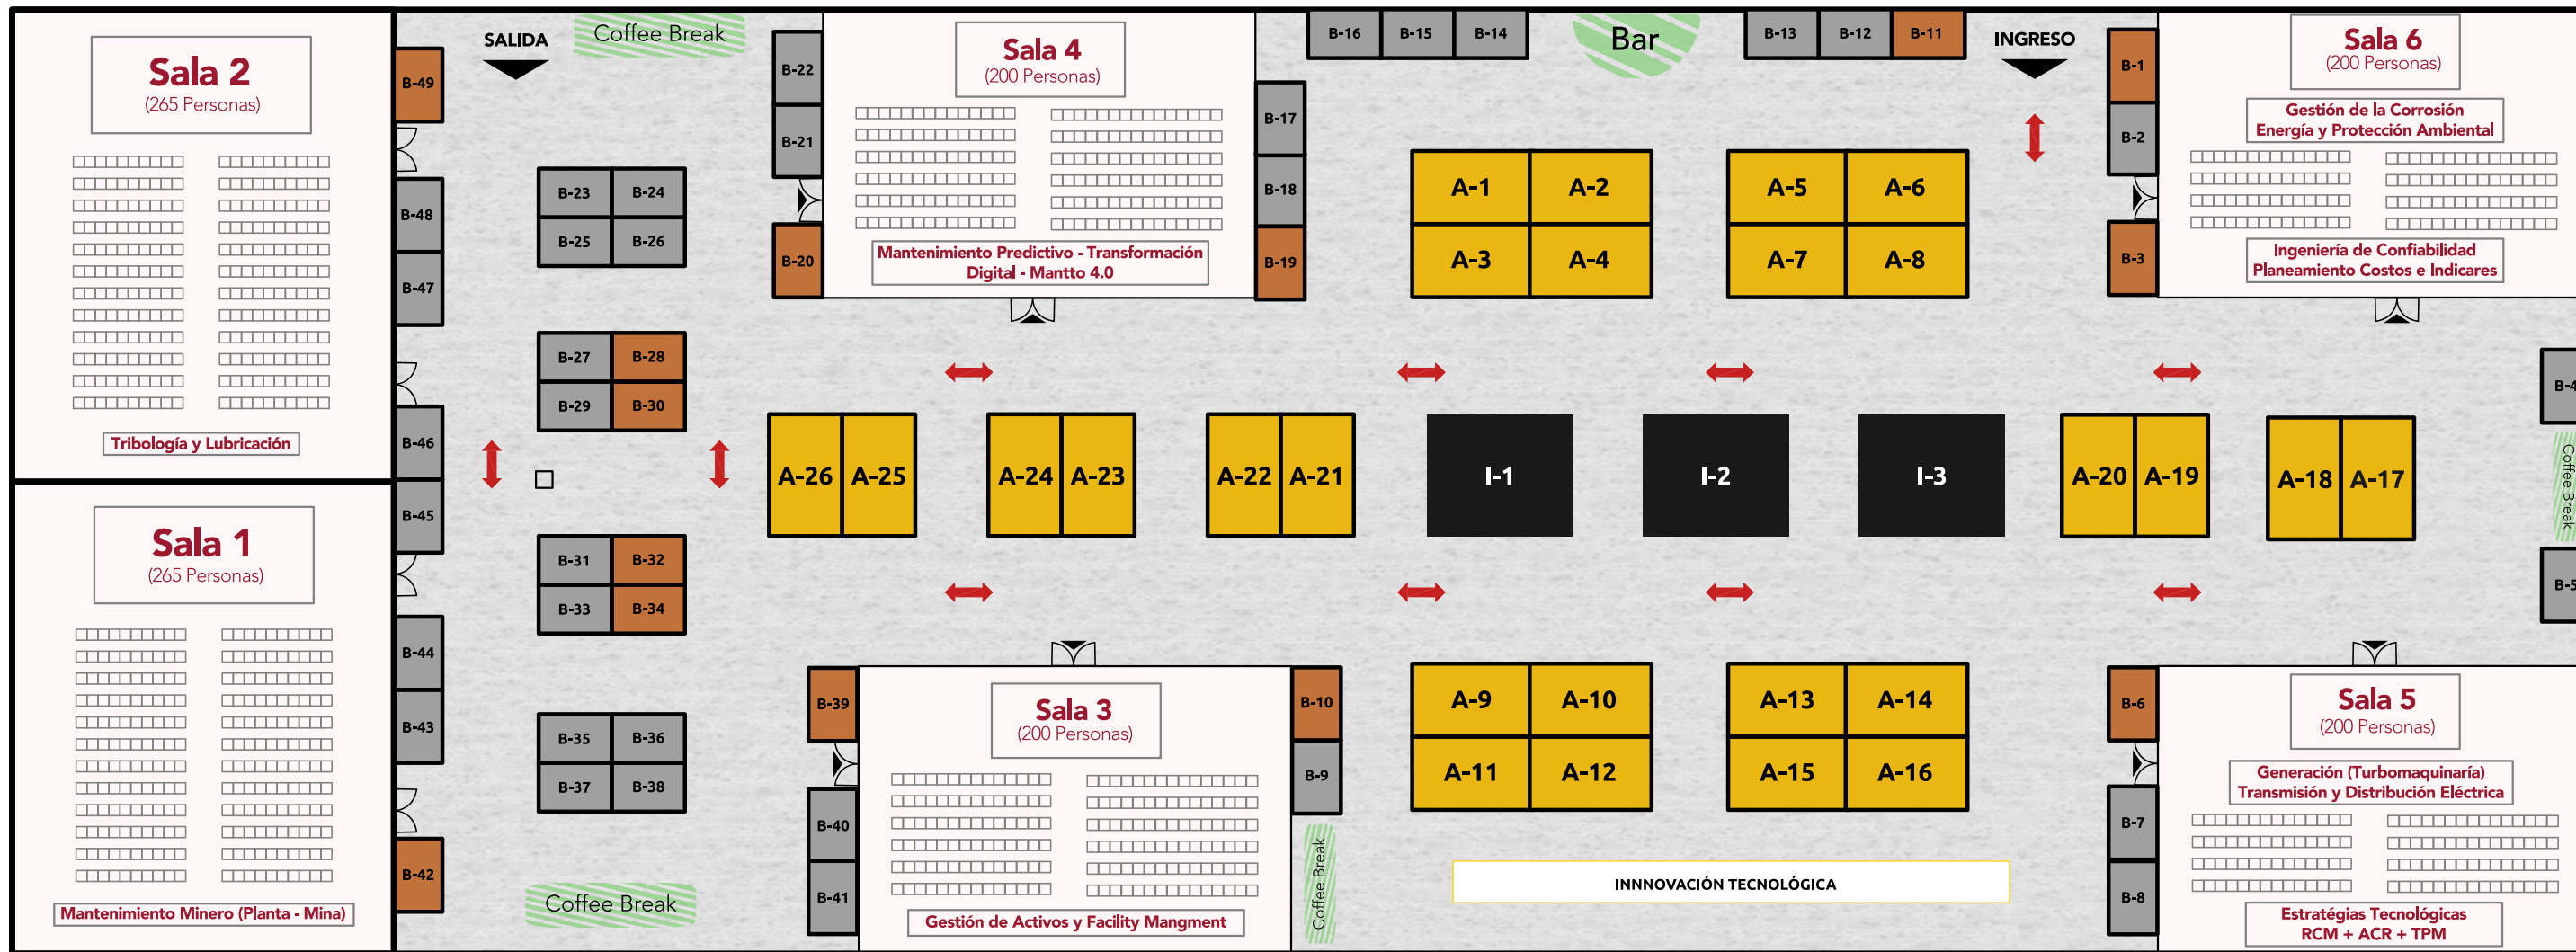 Sala 2
(265 Personas)
Tribología y Lubricación
Sala 1
(265 Personas)
Mantenimiento Minero (Planta - Mina)
B-49
B-48
B-47
B-46
B-45
B-44
B-43
B-42
SALIDA
Coffee Break
B-23
B-24
B-25
B-26
B-27
B-28
B-29
B-30
B-31
B-32
B-33
B-34
B-35
B-36
B-37
B-38
Coffee Break
B-22
B-21
B-20
Sala 4
(200 Personas)
Mantenimiento Predictivo - Transformación
Digital - Mantto 4.0
B-17
B-18
B-19
B-16
B-15
B-14
Bar
B-13
B-12
B-11
INGRESO
A-1
A-2
A-3
A-4
A-5
A-6
A-7
A-8
B-1
B-2
B-3
Sala 6
(200 Personas)
Gestión de la Corrosión
Energía y Protección Ambiental
Ingeniería de Confiabilidad
Planeamiento Costos e Indicares
A-26
A-25
A-24
A-23
A-22
A-21
I-1
I-2
I-3
A-20
A-19
A-18
A-17
B-4
Coffee Break
B-5
B-39
B-40
B-41
Sala 3
(200 Personas)
Gestión de Activos y Facility Mangment
B-10
B-9
Coffee Break
A-9
A-10
A-11
A-12
A-13
A-14
A-15
A-16
INNNOVACIÓN TECNOLÓGICA
B-6
B-7
B-8
Sala 5
(200 Personas)
Generación (Turbomaquinaría)
Transmisión y Distribución Eléctrica
Estratégias Tecnológicas
RCM + ACR + TPM